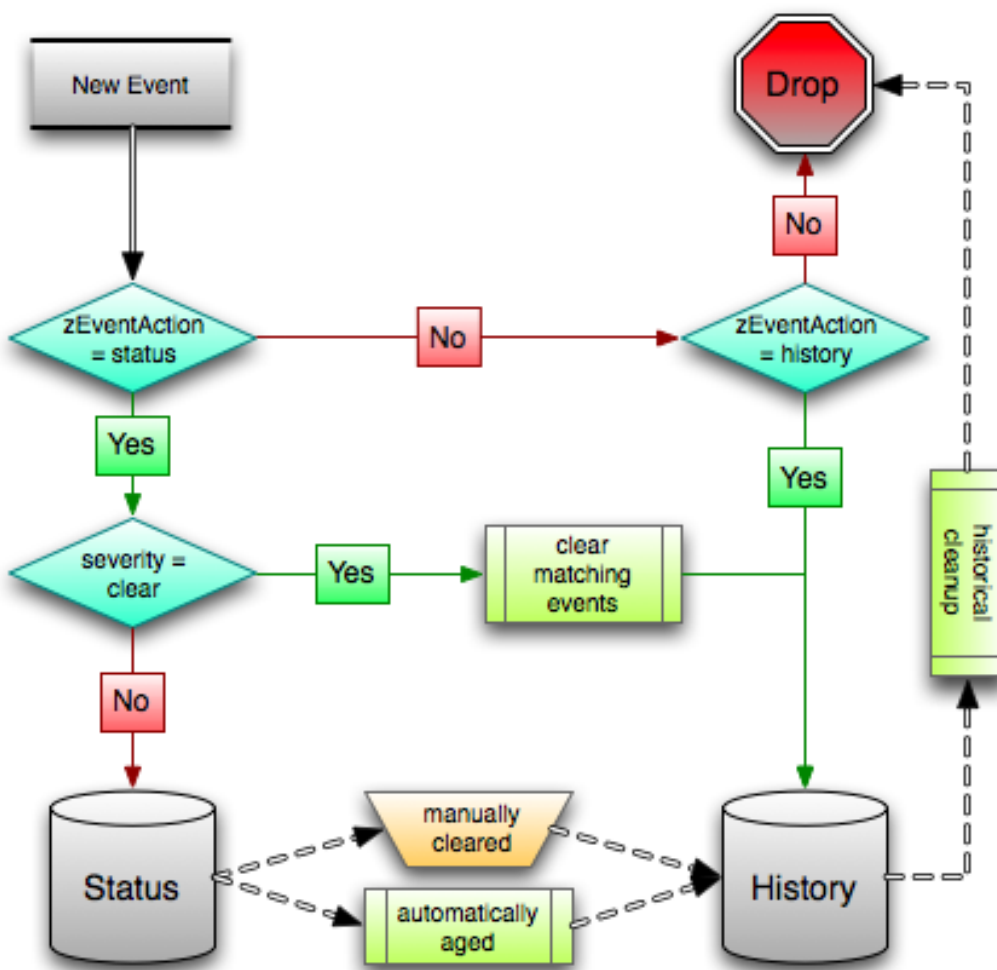 New Event
Drop
No
zEventAction
= status
No
zEventAction
= history
Yes
Yes
severity =
clear
Yes
clear
matching
events
historical
cleanup
No
Status
manually
cleared
automatically
aged
History